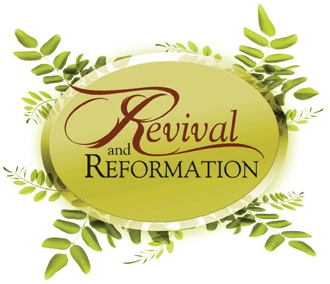 Revival
and
REFORMATION